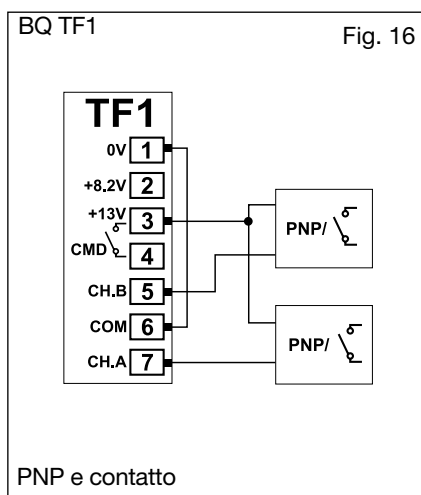 BQ TF1
Fig. 16
TF1
0V 1
+8.2V 2
+13V 3
CMD 4
CH.B 5
COM 6
CH.A 7
PNP/
PNP/
PNP e contatto